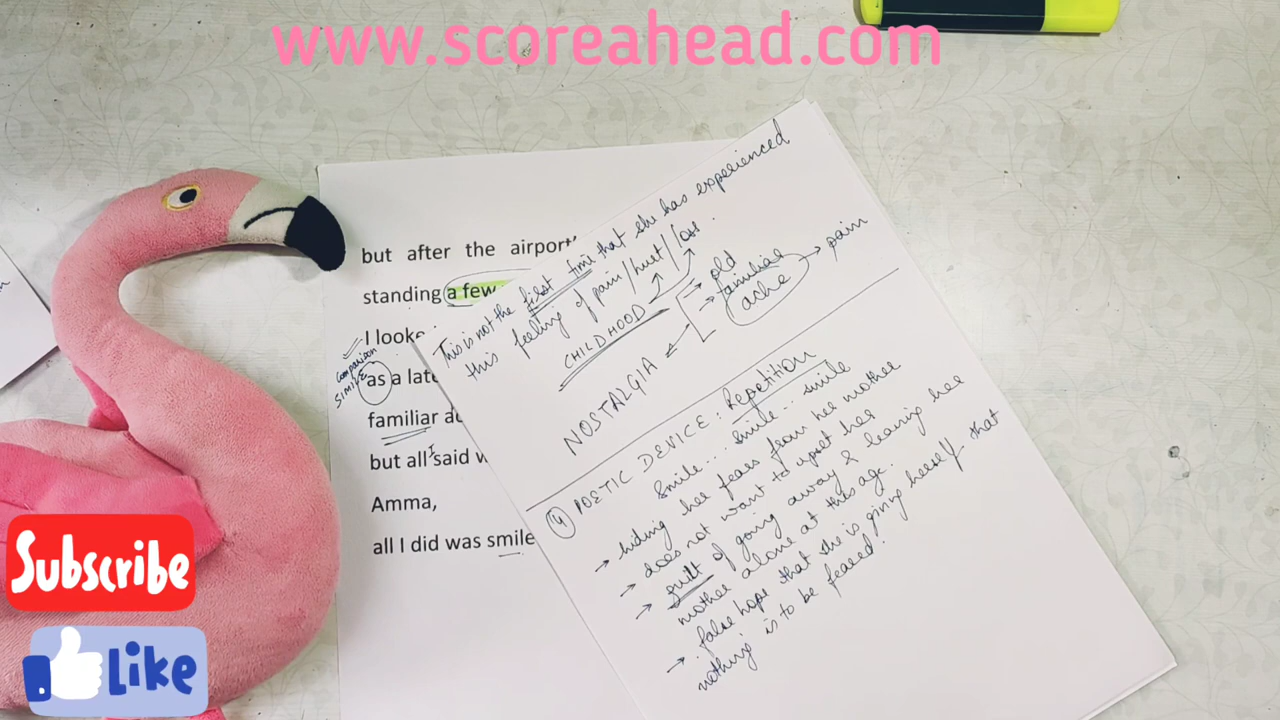 www.scoreahead.com
but after the airport'
standing a few
I looke
Comparison
SIMILE
as a late
familiar ac
but all I said w
Amma,
all I did was smile
This is not the first time that she has experienced
this feeling of pain/hurt/loss.
CHILDHOOD
NOSTALGIA
→ old
→ familiar
ache → pain
4 POETIC DEVICE: Repetition
Smile... smile... smile
→ hiding her fears from her mother
→ does not want to upset her
→ guilt of going away & leaving her
mother alone at this age.
→ false hope that she is giving herself that
nothing is to be feared.
Subscribe
Like